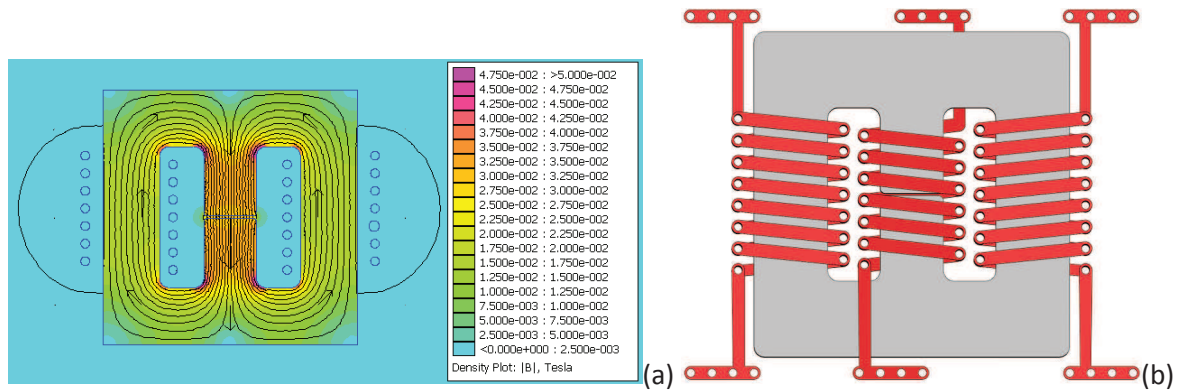 4.750e-002 : >5.000e-002
4.500e-002 : 4.750e-002
4.250e-002 : 4.500e-002
4.000e-002 : 4.250e-002
3.750e-002 : 4.000e-002
3.500e-002 : 3.750e-002
3.250e-002 : 3.500e-002
3.000e-002 : 3.250e-002
2.750e-002 : 3.000e-002
2.500e-002 : 2.750e-002
2.250e-002 : 2.500e-002
2.000e-002 : 2.250e-002
1.750e-002 : 2.000e-002
1.500e-002 : 1.750e-002
1.250e-002 : 1.500e-002
1.000e-002 : 1.250e-002
7.500e-003 : 1.000e-002
5.000e-003 : 7.500e-003
2.500e-003 : 5.000e-003
<0.000e+000 : 2.500e-003
Density Plot: |B|, Tesla
(a)
(b)